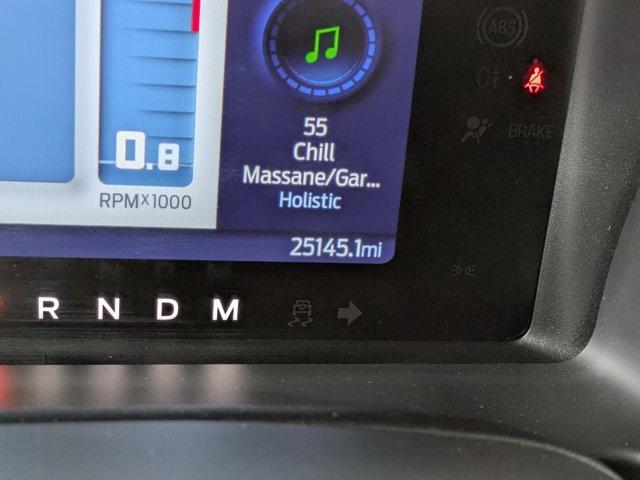 ABS
55
Chill
Massane/Gar...
Holistic
BRAKE
0.8
RPMx1000
25145.1mi
R N D M